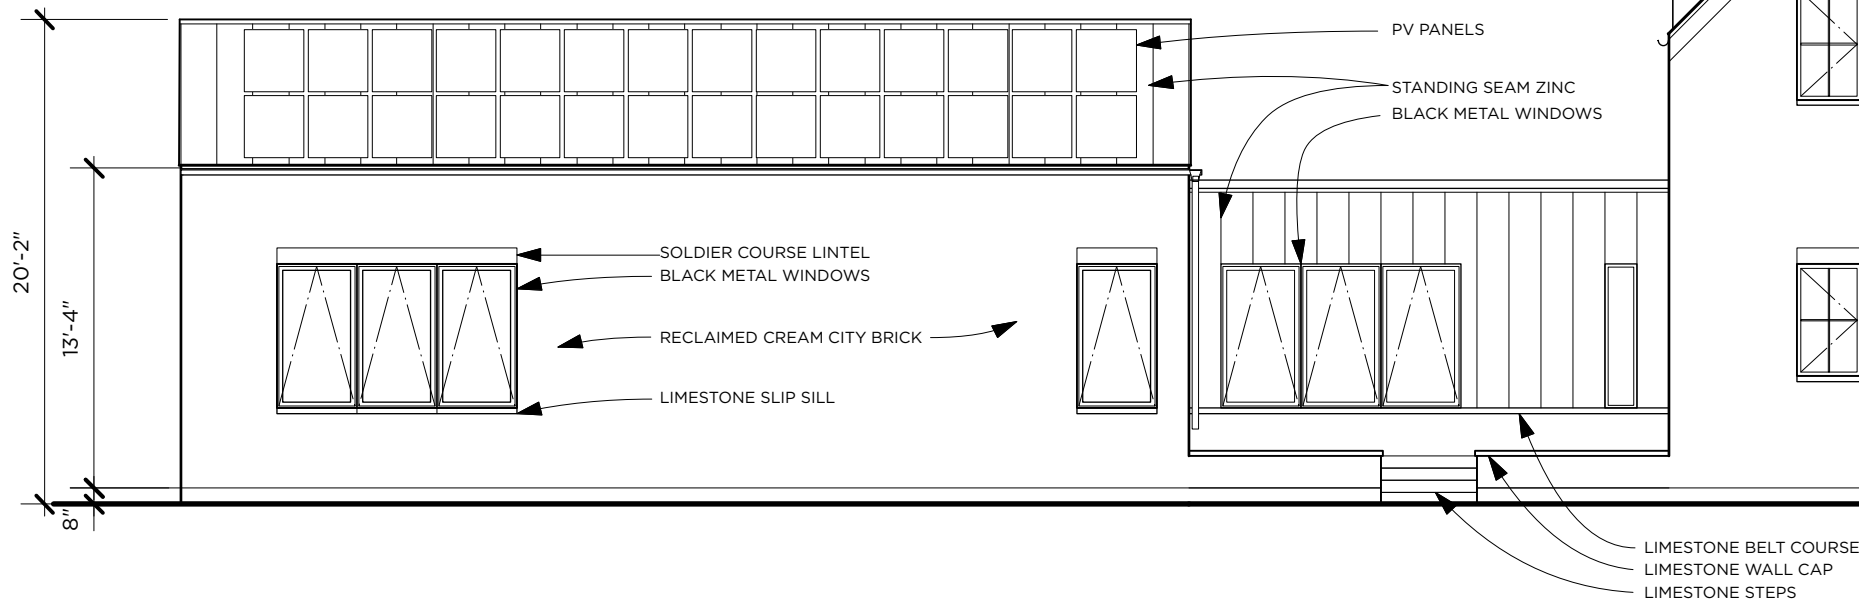 PV PANELS
STANDING SEAM ZINC
BLACK METAL WINDOWS
20'-2"
13'-4"
8"
SOLDIER COURSE LINTEL
BLACK METAL WINDOWS
RECLAIMED CREAM CITY BRICK
LIMESTONE SLIP SILL
LIMESTONE BELT COURSE
LIMESTONE WALL CAP
LIMESTONE STEPS